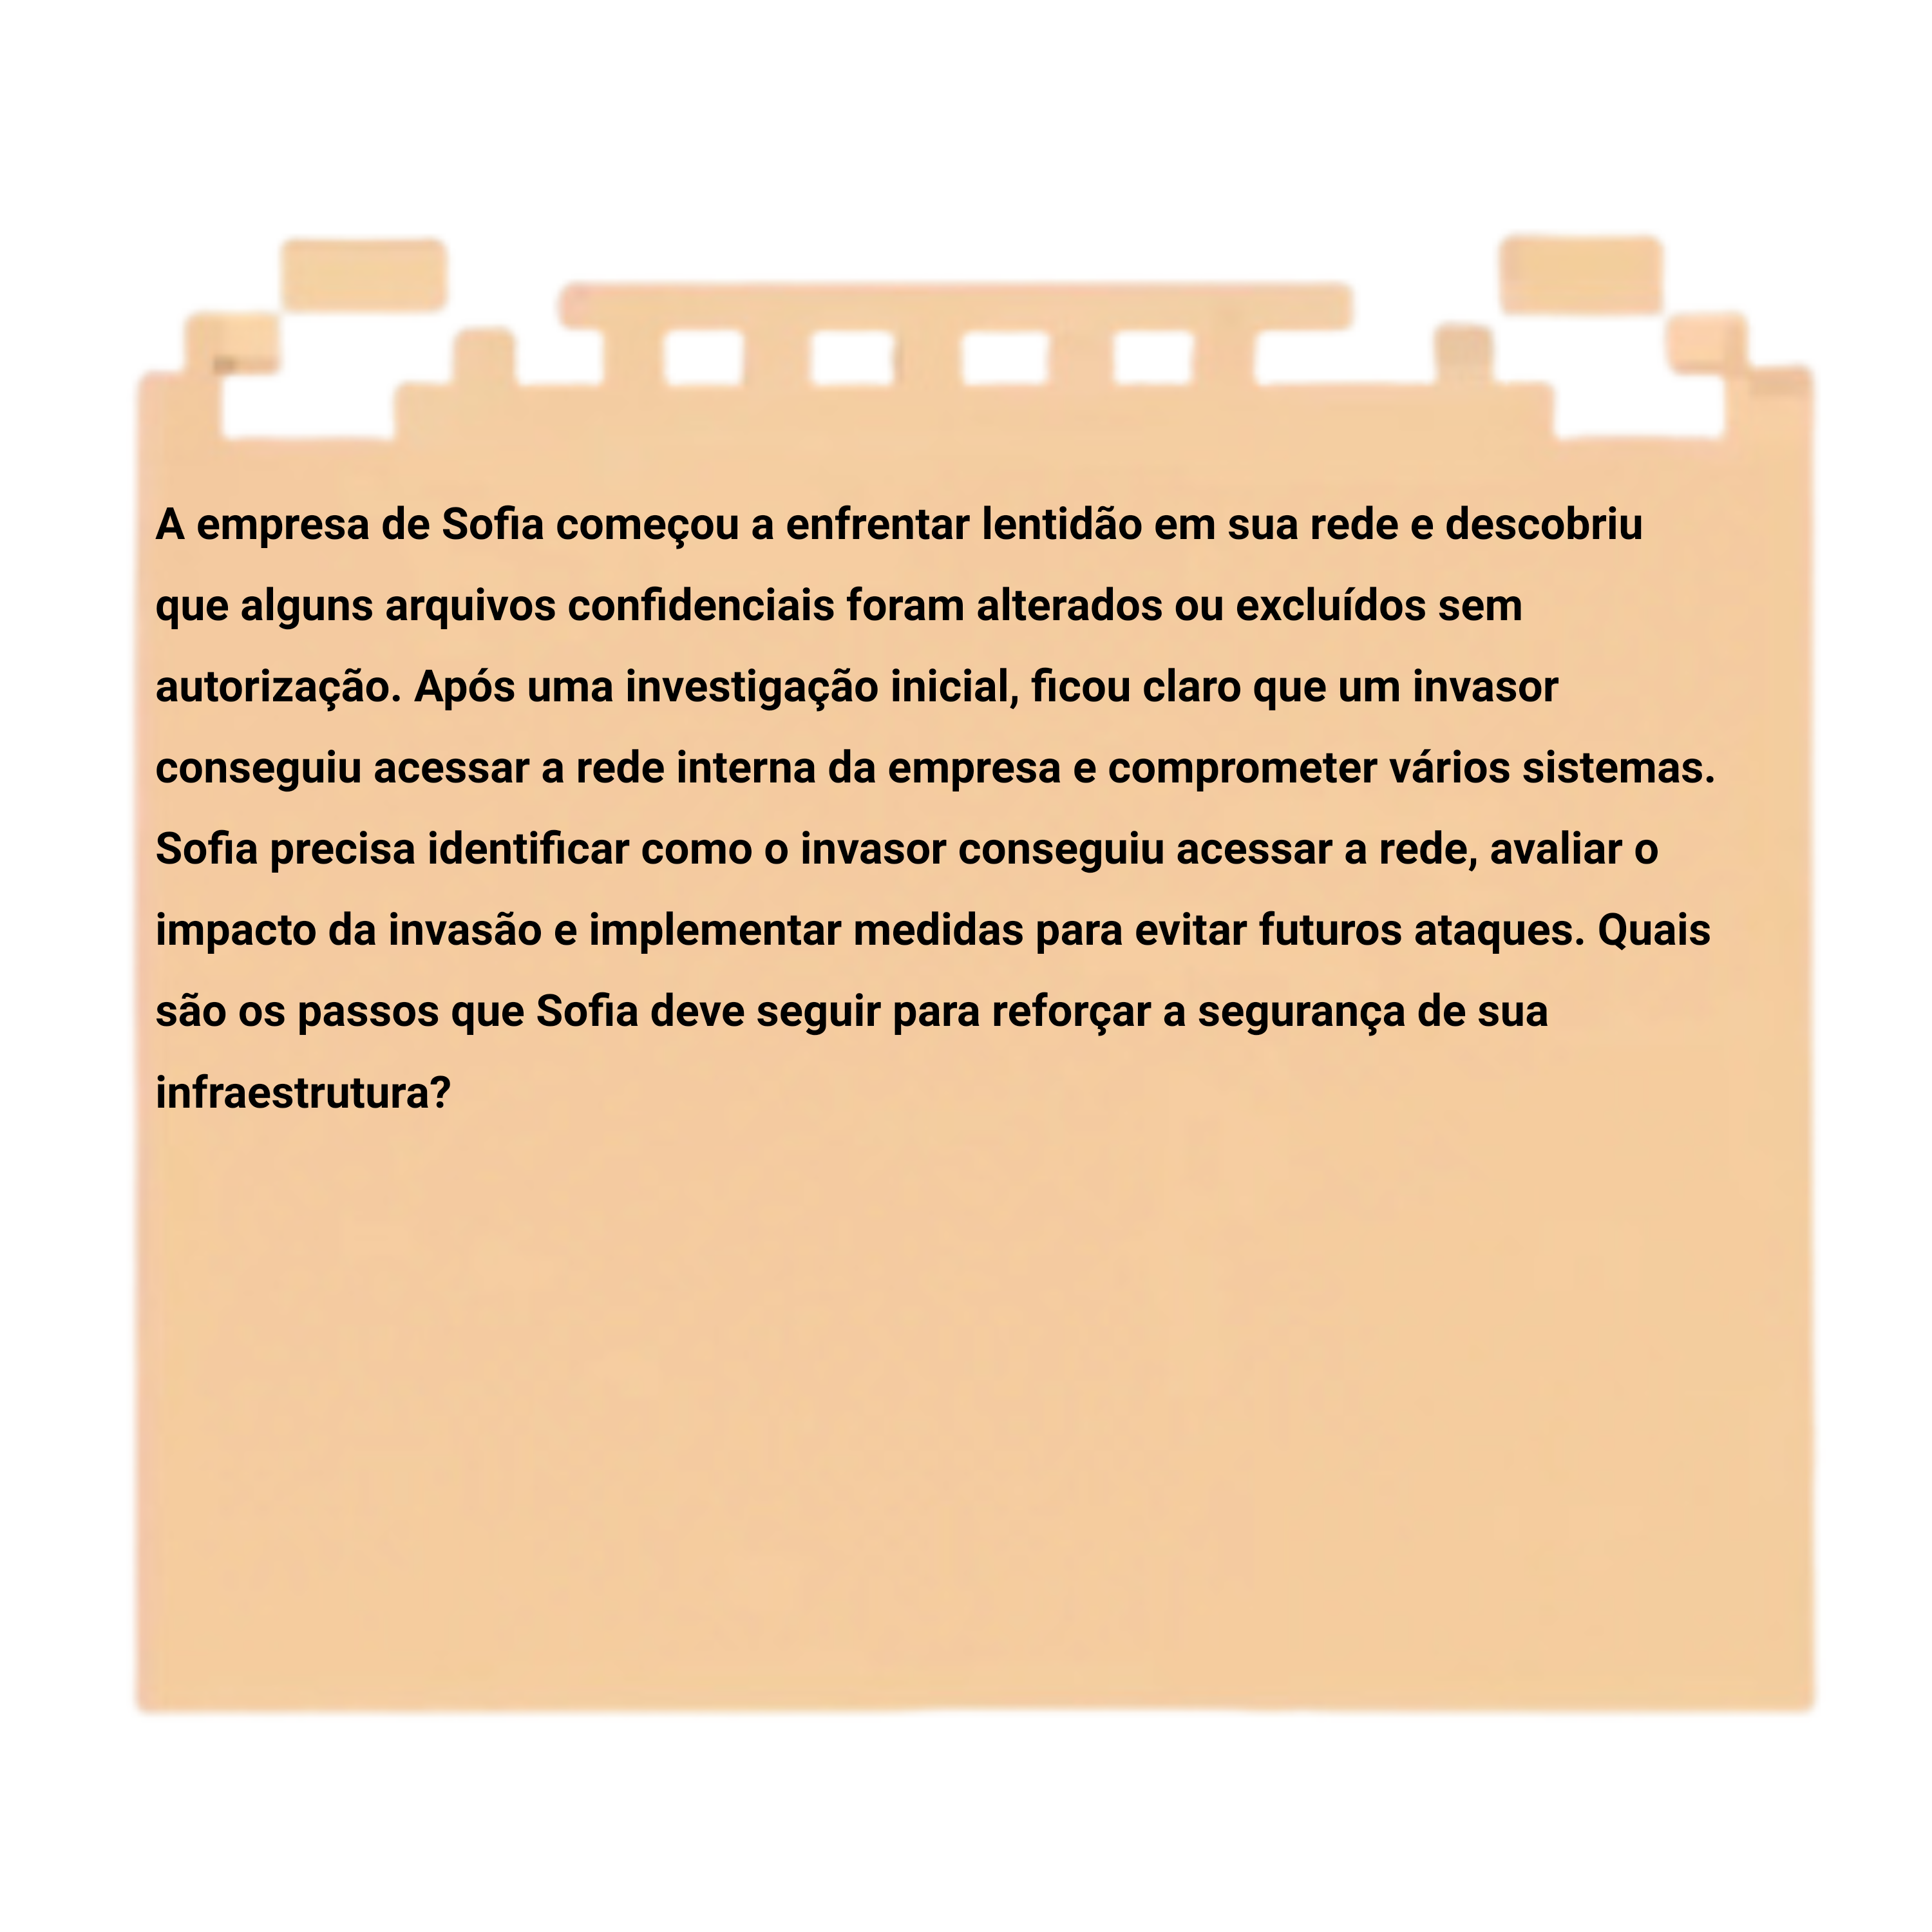 A empresa de Sofia começou a enfrentar lentidão em sua rede e descobriu
que alguns arquivos confidenciais foram alterados ou excluídos sem
autorização. Após uma investigação inicial, ficou claro que um invasor
conseguiu acessar a rede interna da empresa e comprometer vários sistemas.
Sofia precisa identificar como o invasor conseguiu acessar a rede, avaliar o
impacto da invasão e implementar medidas para evitar futuros ataques. Quais
são os passos que Sofia deve seguir para reforçar a segurança de sua
infraestrutura?